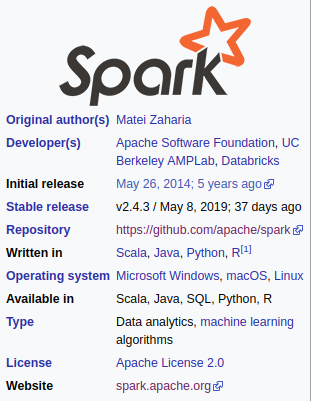 Spark
Original author(s) Matei Zaharia
Developer(s) Apache Software Foundation, UC
Berkeley AMPLab, Databricks
Initial release May 26, 2014; 5 years ago
Stable release v2.4.3 / May 8, 2019; 37 days ago
Repository https://github.com/apache/spark
Written in Scala, Java, Python, R[1]
Operating system Microsoft Windows, macOS, Linux
Available in Scala, Java, SQL, Python, R
Type Data analytics, machine learning
algorithms
License Apache License 2.0
Website spark.apache.org